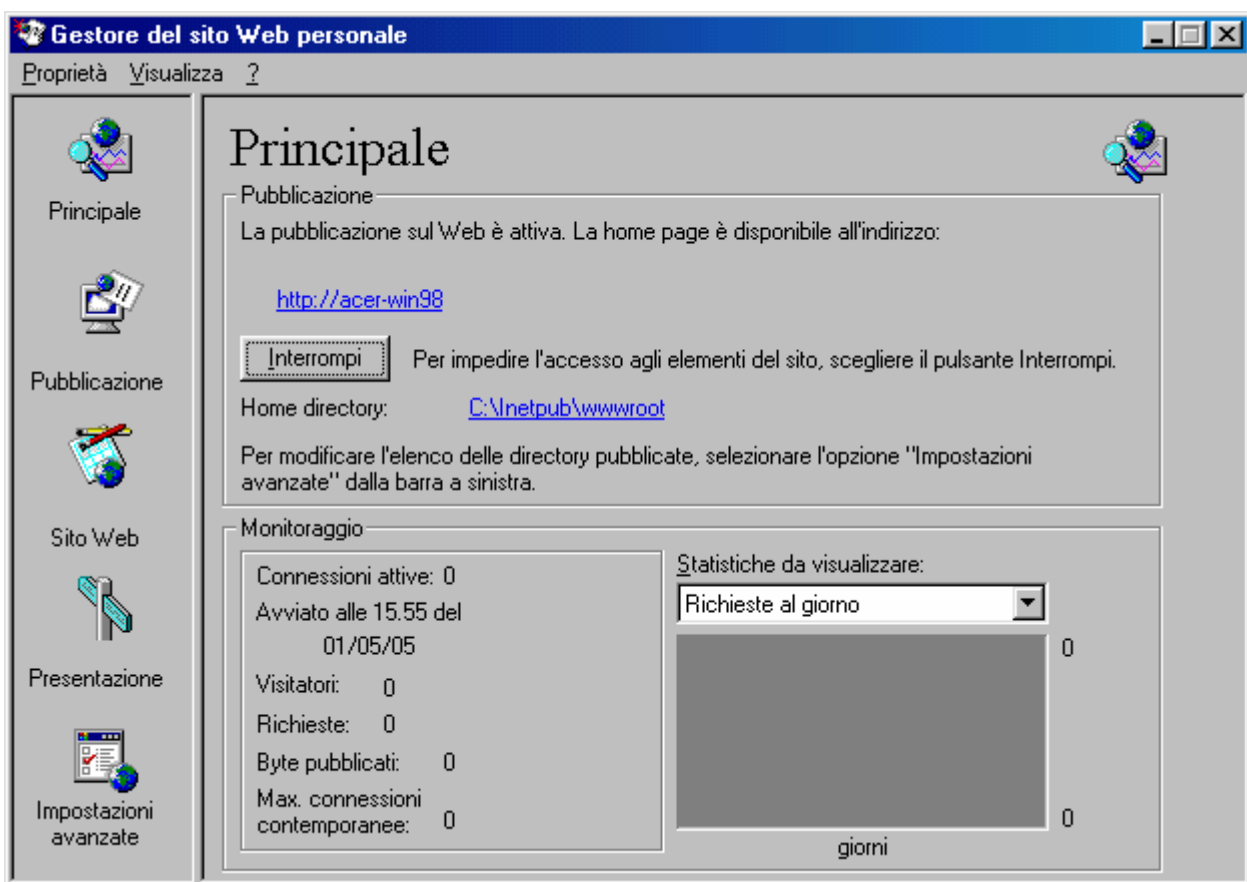 Gestore del sito Web personale
Proprietà Visualizza ?
Principale
Pubblicazione
Sito Web
Presentazione
Impostazioni
avanzate
Principale
Pubblicazione
La pubblicazione sul Web è attiva. La home page è disponibile all'indirizzo:
http://acer-win98
Interrompi Per impedire l'accesso agli elementi del sito, scegliere il pulsante Interrompi.
Home directory: C:\Inetpub\wwwroot
Per modificare l'elenco delle directory pubblicate, selezionare l'opzione "Impostazioni
avanzate" dalla barra a sinistra.
Monitoraggio
Connessioni attive: 0
Avviato alle 15.55 del
01/05/05
Visitatori: 0
Richieste: 0
Byte pubblicati: 0
Max. connessioni
contemporanee: 0
Statistiche da visualizzare:
Richieste al giorno
0
0
giorni